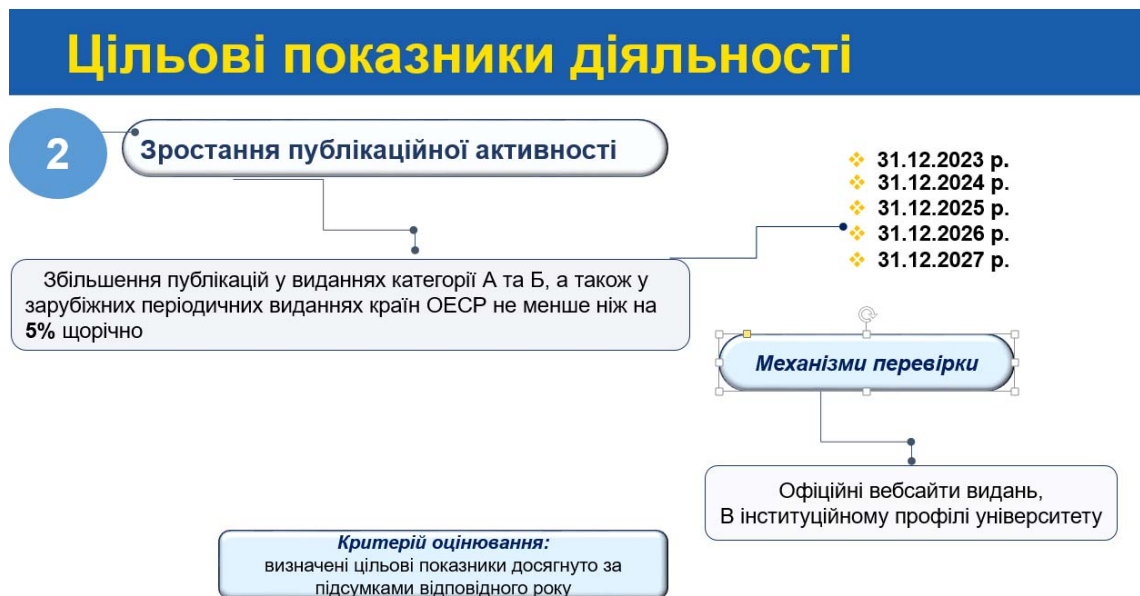 Цільові показники діяльності
2
Зростання публікаційної активності
31.12.2023 р.
31.12.2024 р.
31.12.2025 р.
31.12.2026 р.
31.12.2027 р.
Збільшення публікацій у виданнях категорії А та Б, а також у
зарубіжних періодичних виданнях країн ОЕСР не менше ніж на
5% щорічно
Механізми перевірки
Офіційні вебсайти видань,
В інституційному профілі університету
Критерій оцінювання:
визначені цільові показники досягнуто за
підсумками відповідного року